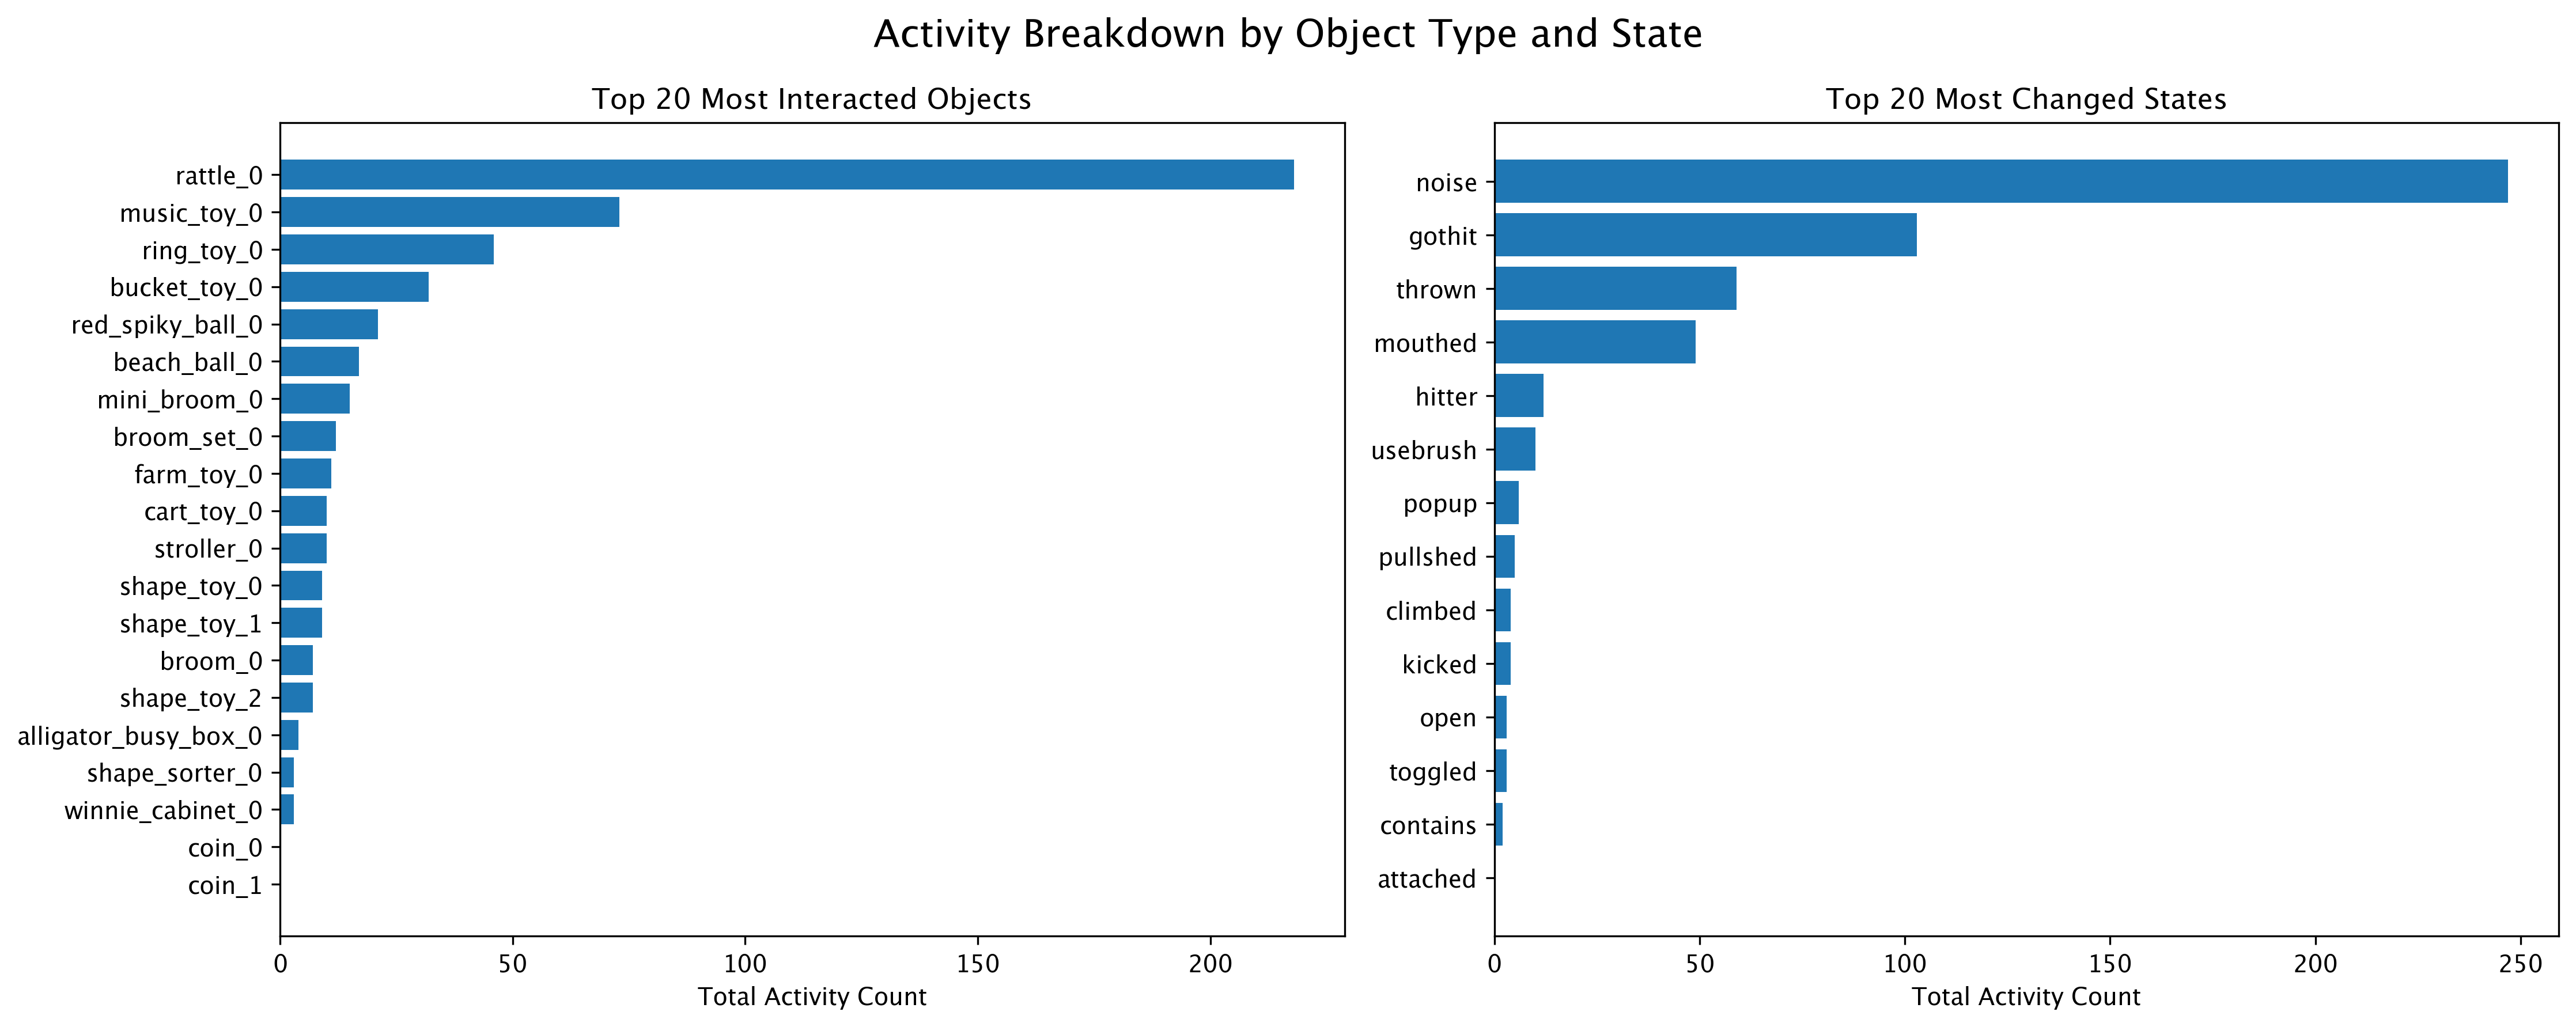 Activity Breakdown by Object Type and State
Top 20 Most Interacted Objects
rattle_0
music_toy_0
ring_toy_0
bucket_toy_0
red_spiky_ball_0
beach_ball_0
mini_broom_0
broom_set_0
farm_toy_0
cart_toy_0
stroller_0
shape_toy_0
shape_toy_1
broom_0
shape_toy_2
alligator_busy_box_0
shape_sorter_0
winnie_cabinet_0
coin_0
coin_1
0 50 100 150 200
Total Activity Count
Top 20 Most Changed States
noise
gothit
thrown
mouthed
hitter
usebrush
popup
pullshed
climbed
kicked
open
toggled
contains
attached
0 50 100 150 200 250
Total Activity Count